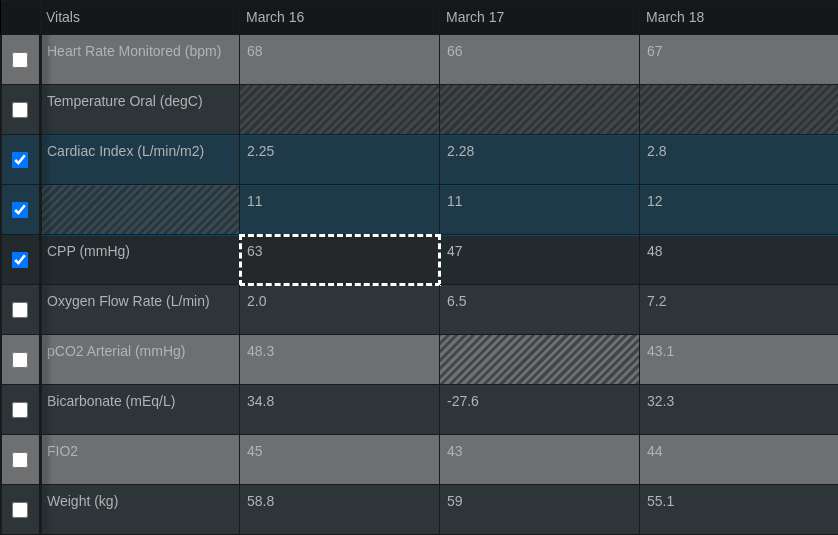 Vitals March 16 March 17 March 18
Heart Rate Monitored (bpm) 68 66 67
Temperature Oral (degC)
Cardiac Index (L/min/m2) 2.25 2.28 2.8
11 11 12
CPP (mmHg) 63 47 48
Oxygen Flow Rate (L/min) 2.0 6.5 7.2
pCO2 Arterial (mmHg) 48.3 43.1
Bicarbonate (mEq/L) 34.8 -27.6 32.3
FIO2 45 43 44
Weight (kg) 58.8 59 55.1